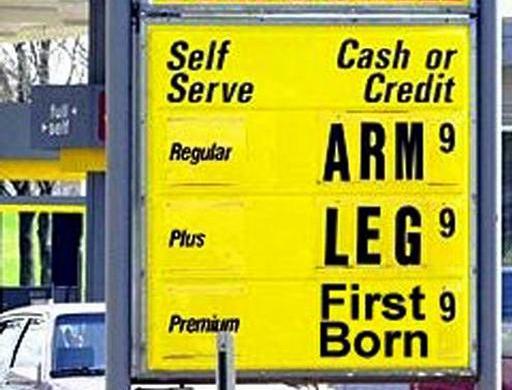 Self Serve
Cash or Credit
full
self
Regular ARM 9
Plus LEG 9
Premium First Born 9